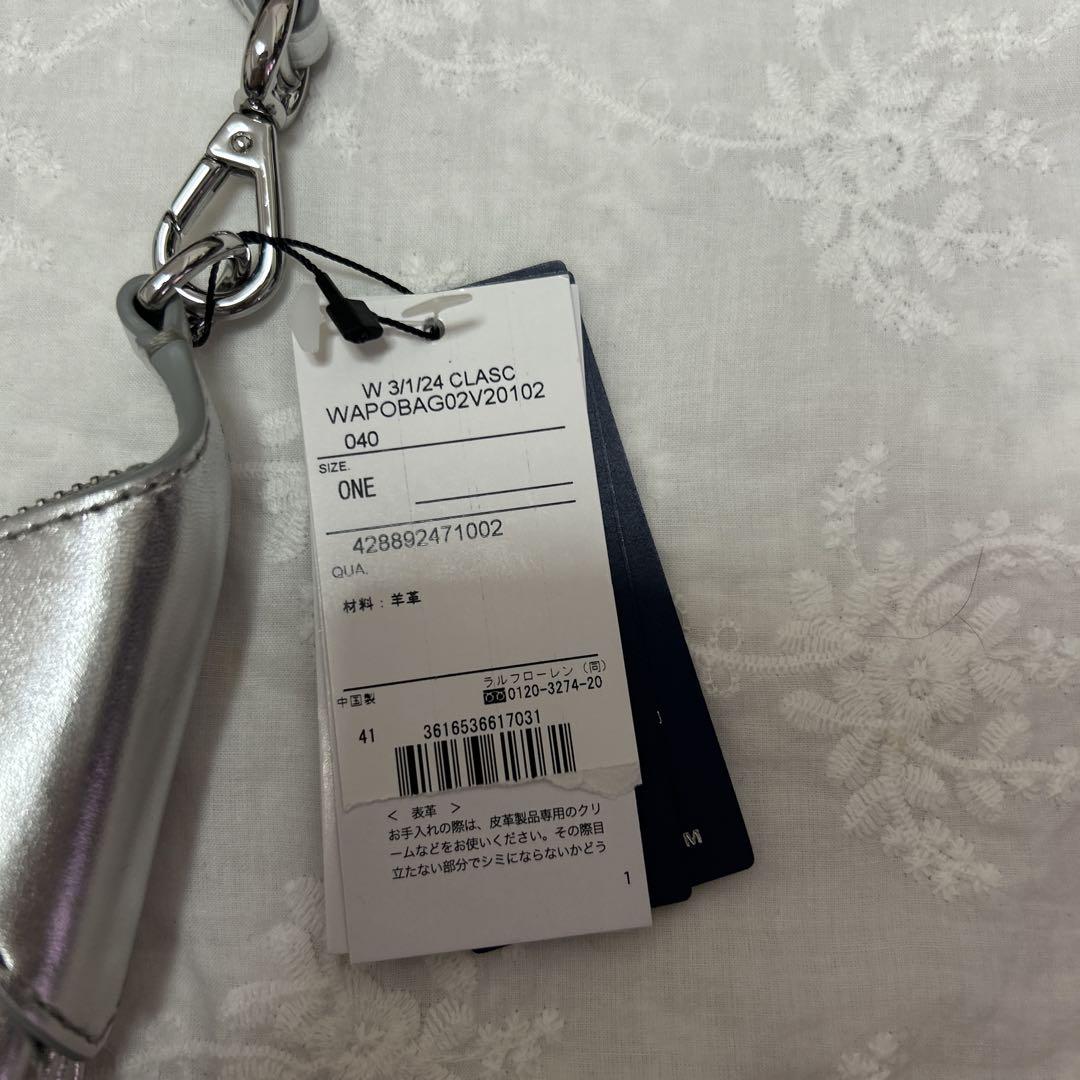 W 3/1/24 CLASC
WAPOBAG02V20102
040
SIZE.
ONE
428892471002
QUA.
材料：羊革
ラルフローレン（同）
中国製
0120-3274-20
41
3616536617031
＜ 表革 ＞
お手入れの際は、皮革製品専用のクリ
ームなどをお使いください。その際目
立たない部分でシミにならないかどう
1
M